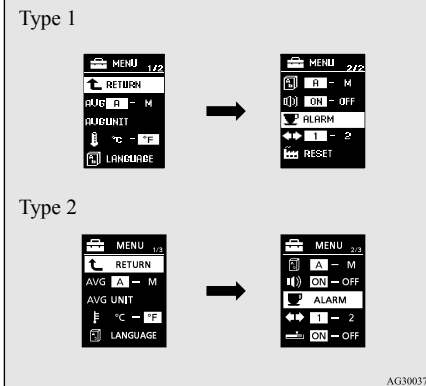 Type 1
MENU 1/2
RETURN
AVG A - M
AVGUNIT
°C - °F
LANGUAGE
MENU 2/2
A - M
ON - OFF
ALARM
1 - 2
RESET
Type 2
MENU 1/3
RETURN
AVG A - M
AVG UNIT
°C - °F
LANGUAGE
MENU 2/3
A - M
ON - OFF
ALARM
1 - 2
ON - OFF
AG30037